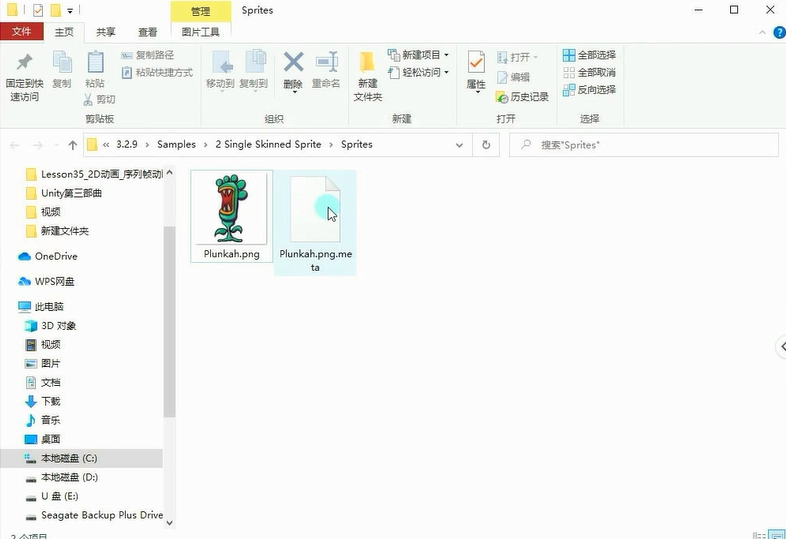 管理
Sprites
文件
主页
共享
查看
图片工具
固定到快
速访问
复制
粘贴
复制路径
粘贴快捷方式
剪切
剪贴板
移动到
复制到
删除
重命名
组织
新建
文件夹
新建项目
轻松访问
新建
属性
打开
编辑
历史记录
打开
全部选择
全部取消
反向选择
选择
« 3.2.9 › Samples › 2 Single Skinned Sprite › Sprites
搜索"Sprites"
Lesson35_2D动画_序列帧动
Unity第三部曲
视频
新建文件夹
OneDrive
WPS网盘
此电脑
3D 对象
视频
图片
文档
下载
音乐
桌面
本地磁盘 (C:)
本地磁盘 (D:)
U 盘 (E:)
Seagate Backup Plus Drive
Plunkah.png
Plunkah.png.me
ta
2 个项目